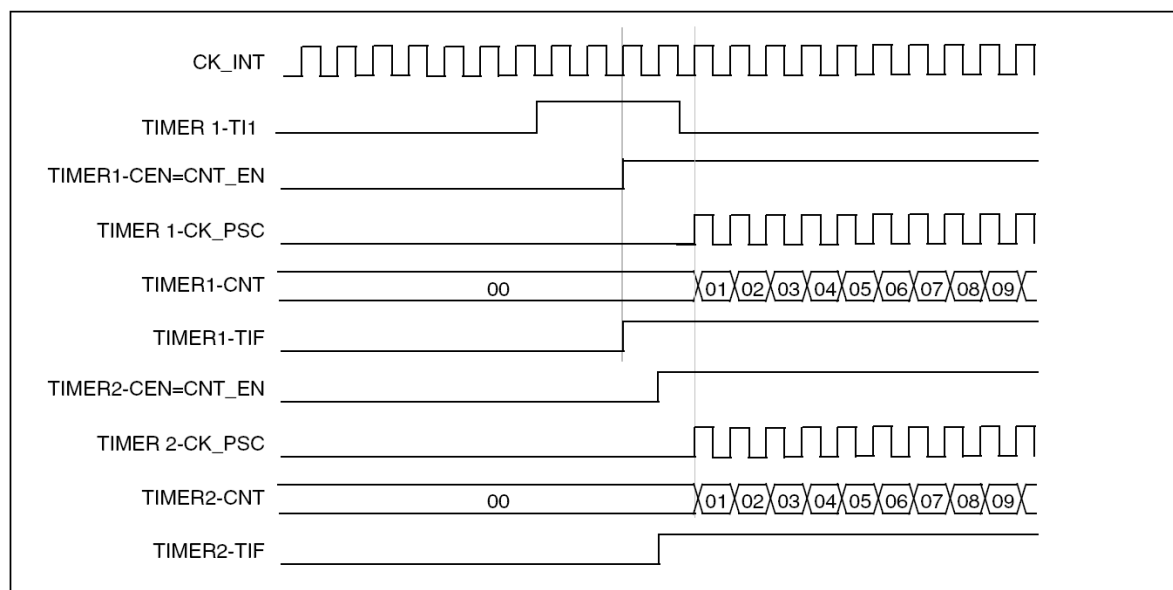 CK_INT
TIMER 1-TI1
TIMER1-CEN=CNT_EN
TIMER 1-CK_PSC
TIMER1-CNT 00 01 02 03 04 05 06 07 08 09
TIMER1-TIF
TIMER2-CEN=CNT_EN
TIMER 2-CK_PSC
TIMER2-CNT 00 01 02 03 04 05 06 07 08 09
TIMER2-TIF